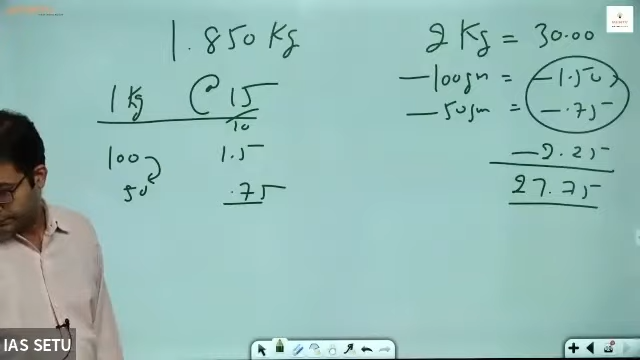 1.850 Kg
1 Kg @ 15
10
100 1.5
50 .75
2 Kg = 30.00
— 100gm = — 1.50
— 50gm = — .75
— 2.25
27.75
IAS SETU